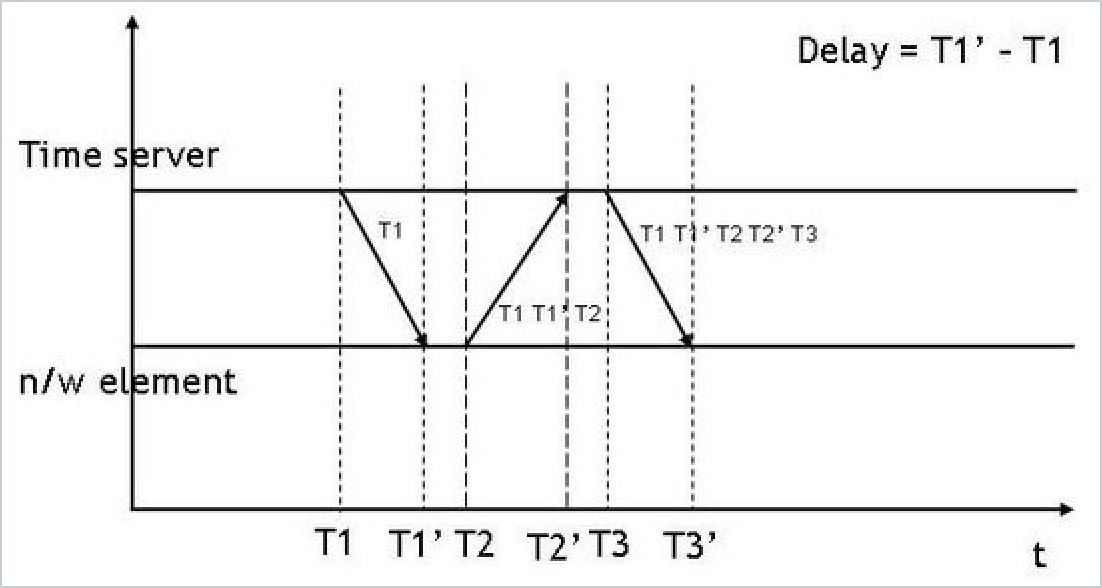 Delay = T1’ - T1
Time server
T1
T1 T1’ T2 T2’ T3
T1 T1’ T2
n/w element
T1 T1’ T2 T2’ T3 T3’
t